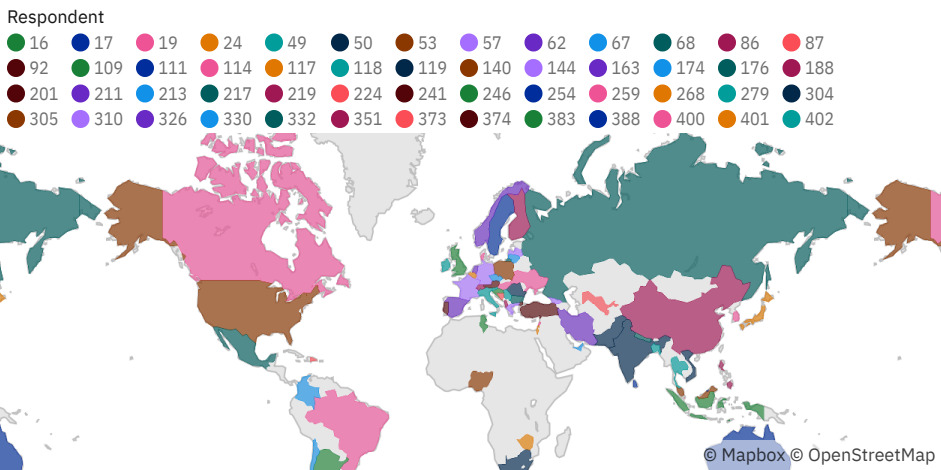 Respondent
16 17 19 24 49 50 53 57 62 67 68 86 87
92 109 111 114 117 118 119 140 144 163 174 176 188
201 211 213 217 219 224 241 246 254 259 268 279 304
305 310 326 330 332 351 373 374 383 388 400 401 402
© Mapbox © OpenStreetMap